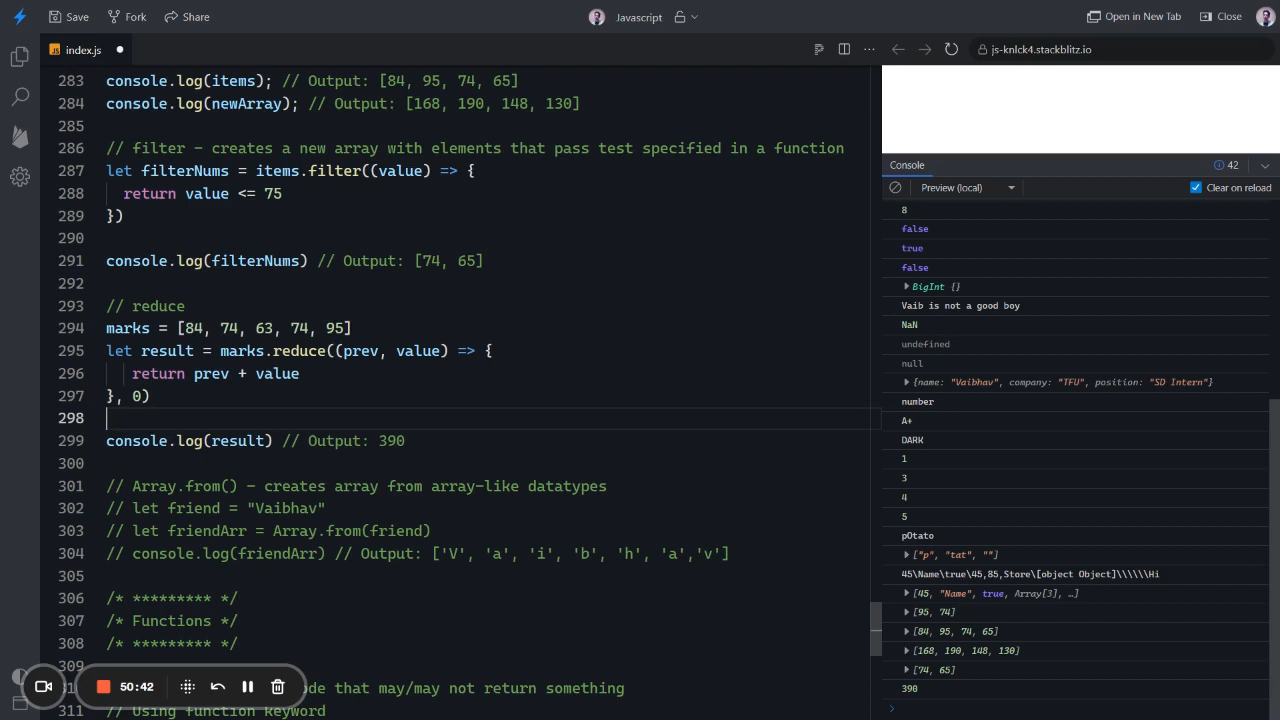 Save Fork Share Javascript Open in New Tab Close
index.js js-knlck4.stackblitz.io
283 console.log(items); // Output: [84, 95, 74, 65]
284 console.log(newArray); // Output: [168, 190, 148, 130]
285
286 // filter - creates a new array with elements that pass test specified in a function
287 let filterNums = items.filter((value) => {
288 return value <= 75
289 })
290
291 console.log(filterNums) // Output: [74, 65]
292
293 // reduce
294 marks = [84, 74, 63, 74, 95]
295 let result = marks.reduce((prev, value) => {
296 return prev + value
297 }, 0)
298
299 console.log(result) // Output: 390
300
301 // Array.from() - creates array from array-like datatypes
302 // let friend = "Vaibhav"
303 // let friendArr = Array.from(friend)
304 // console.log(friendArr) // Output: ['V', 'a', 'i', 'b', 'h', 'a','v']
305
306 /* ********* */
307 /* Functions */
308 /* ********* */
309
that may/may not return something
311 // Using function keyword
50:42
Console 42
Preview (local) Clear on reload
8
false
true
false
BigInt {}
Vaib is not a good boy
NaN
undefined
null
{name: "Vaibhav", company: "TFU", position: "SD Intern"}
number
A+
DARK
1
3
4
5
pOtato
["p", "tat", ""]
45\Name\true\45,85,Store\[object Object]\\\\\\Hi
[45, "Name", true, Array[3], …]
[95, 74]
[84, 95, 74, 65]
[168, 190, 148, 130]
[74, 65]
390